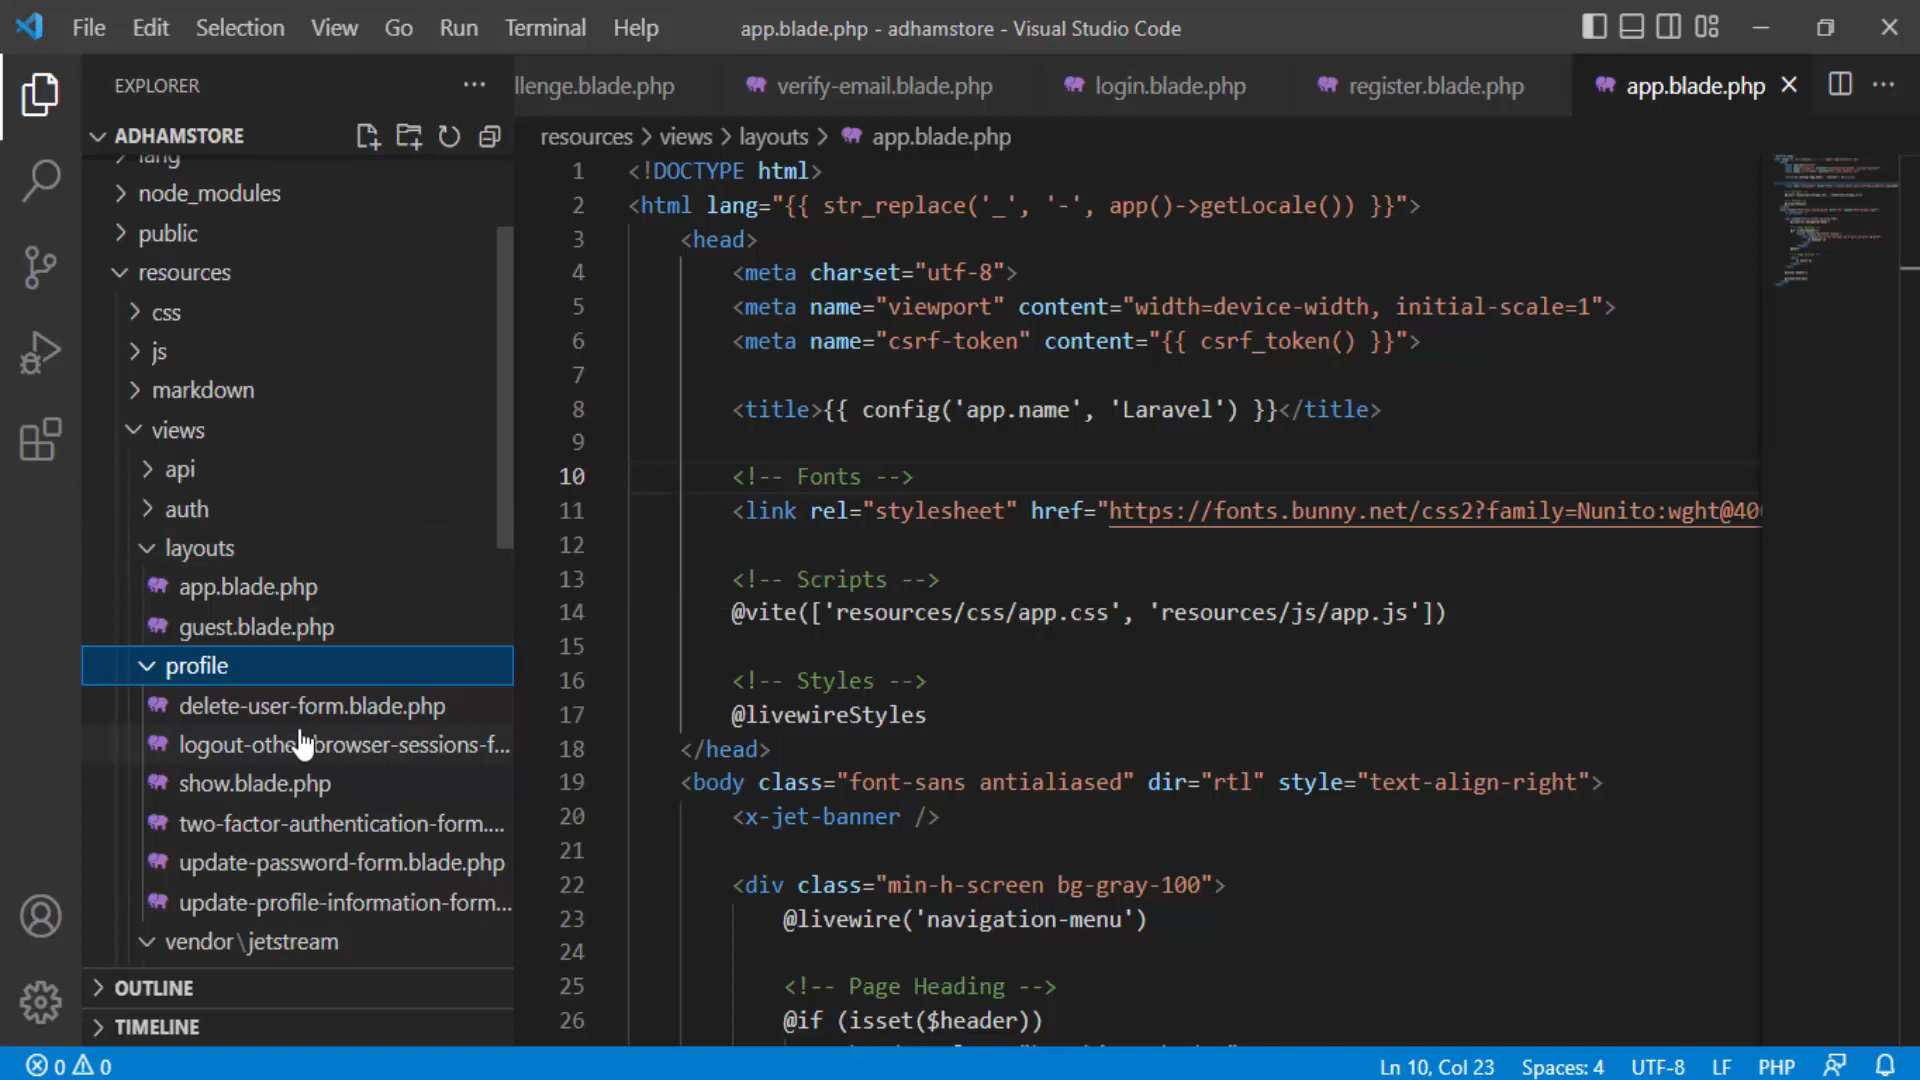 File Edit Selection View Go Run Terminal Help
app.blade.php - adhamstore - Visual Studio Code
EXPLORER
ADHAMSTORE
lang
node_modules
public
resources
css
js
markdown
views
api
auth
layouts
app.blade.php
guest.blade.php
profile
delete-user-form.blade.php
logout-othe browser-sessions-f...
show.blade.php
two-factor-authentication-form....
update-password-form.blade.php
update-profile-information-form...
vendor\jetstream
OUTLINE
TIMELINE
llenge.blade.php verify-email.blade.php login.blade.php register.blade.php app.blade.php
resources > views > layouts > app.blade.php
1 <!DOCTYPE html>
2 <html lang="{{ str_replace('_', '-', app()->getLocale()) }}">
3 <head>
4 <meta charset="utf-8">
5 <meta name="viewport" content="width=device-width, initial-scale=1">
6 <meta name="csrf-token" content="{{ csrf_token() }}">
7
8 <title>{{ config('app.name', 'Laravel') }}</title>
9
10 <!-- Fonts -->
11 <link rel="stylesheet" href="https://fonts.bunny.net/css2?family=Nunito:wght@40
12
13 <!-- Scripts -->
14 @vite(['resources/css/app.css', 'resources/js/app.js'])
15
16 <!-- Styles -->
17 @livewireStyles
18 </head>
19 <body class="font-sans antialiased" dir="rtl" style="text-align-right">
20 <x-jet-banner />
21
22 <div class="min-h-screen bg-gray-100">
23 @livewire('navigation-menu')
24
25 <!-- Page Heading -->
26 @if (isset($header))
0 0
Ln 10, Col 23 Spaces: 4 UTF-8 LF PHP